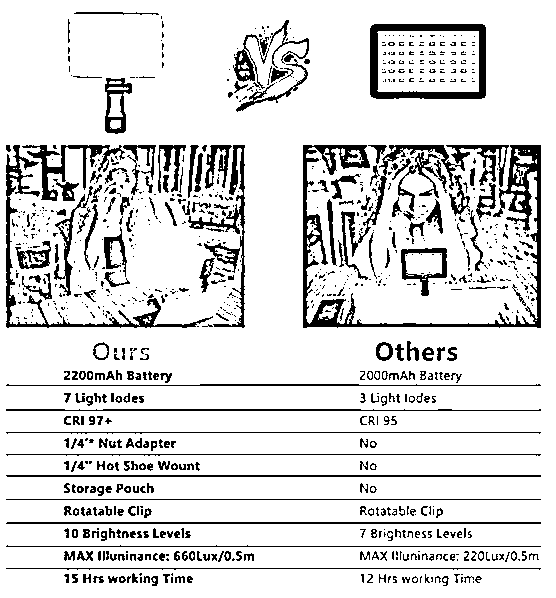 VS
Ours Others
2200mAh Battery 2000mAh Battery
7 Light Iodes 3 Light Iodes
CRI 97+ CRI 95
1/4'* Nut Adapter No
1/4" Hot Shoe Wount No
Storage Pouch No
Rotatable Clip Rotatable Clip
10 Brightness Levels 7 Brightness Levels
MAX Illuninance: 660Lux/0.5m MAX Illuninance: 220Lux/0.5m
15 Hrs working Time 12 Hrs working Time